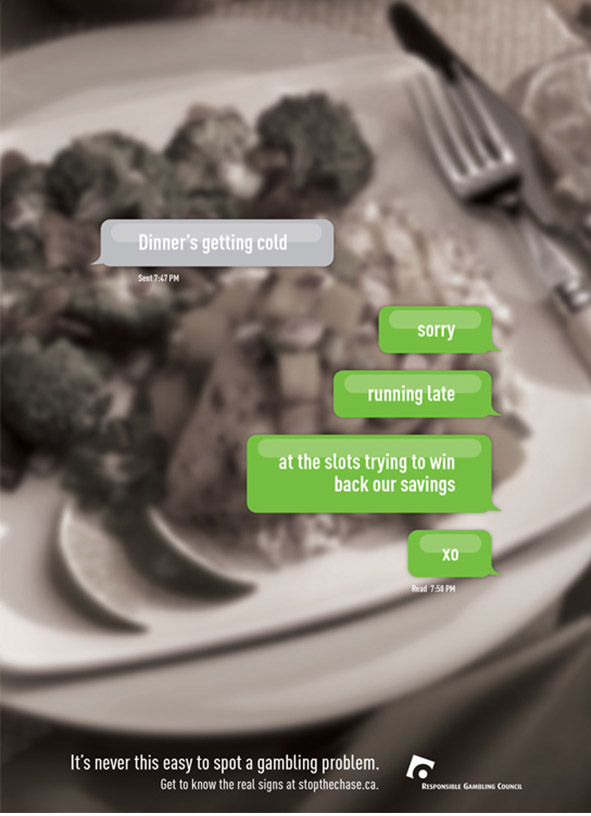 Dinner's getting cold
Sent 7:47 PM
sorry
running late
at the slots trying to win
back our savings
xo
Read 7:50 PM
It's never this easy to spot a gambling problem.
Get to know the real signs at stopthechase.ca.
RESPONSIBLE GAMBLING COUNCIL